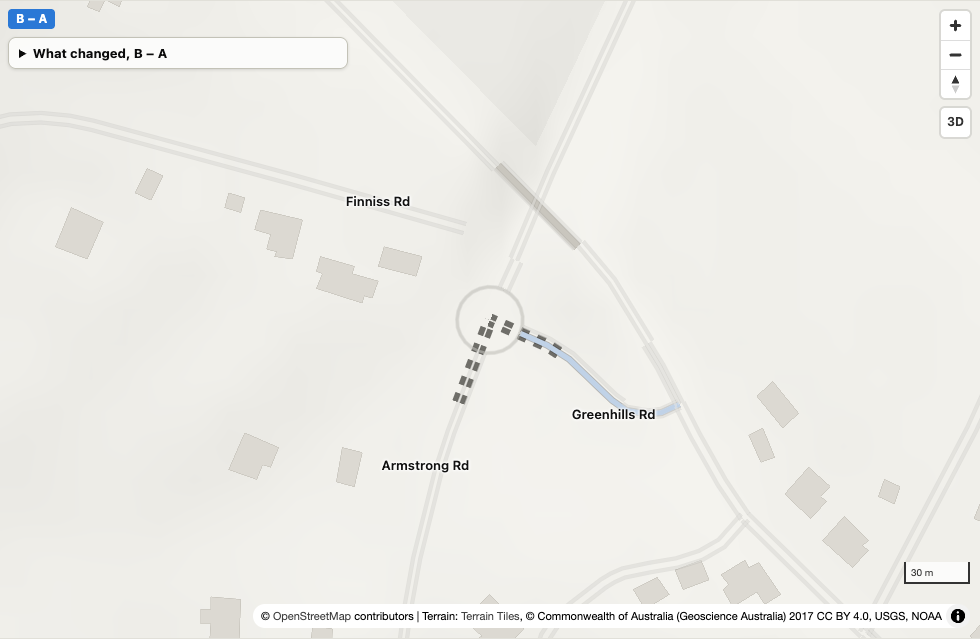 B – A
▶ What changed, B – A
+
−
3D
Finniss Rd
Greenhills Rd
Armstrong Rd
30 m
© OpenStreetMap contributors | Terrain: Terrain Tiles, © Commonwealth of Australia (Geoscience Australia) 2017 CC BY 4.0, USGS, NOAA